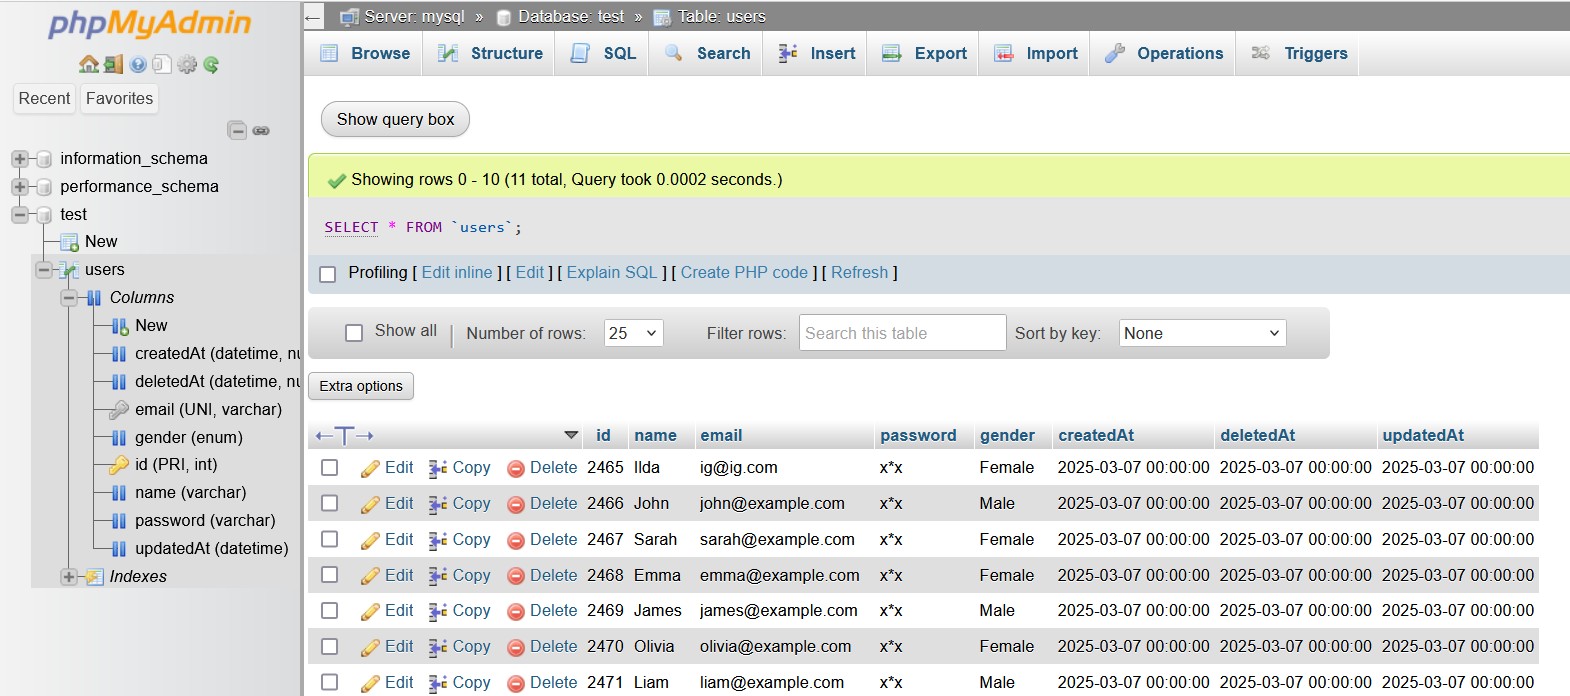 phpMyAdmin
Recent Favorites
information_schema
performance_schema
test
New
users
Columns
New
createdAt (datetime, nu
deletedAt (datetime, nu
email (UNI, varchar)
gender (enum)
id (PRI, int)
name (varchar)
password (varchar)
updatedAt (datetime)
Indexes
Server: mysql » Database: test » Table: users
Browse Structure SQL Search Insert Export Import Operations Triggers
Show query box
Showing rows 0 - 10 (11 total, Query took 0.0002 seconds.)
SELECT * FROM `users`;
Profiling [ Edit inline ] [ Edit ] [ Explain SQL ] [ Create PHP code ] [ Refresh ]
Show all | Number of rows: 25 Filter rows: Search this table Sort by key: None
Extra options
←T→ id name email password gender createdAt deletedAt updatedAt
Edit Copy Delete 2465 Ilda ig@ig.com x*x Female 2025-03-07 00:00:00 2025-03-07 00:00:00 2025-03-07 00:00:00
Edit Copy Delete 2466 John john@example.com x*x Male 2025-03-07 00:00:00 2025-03-07 00:00:00 2025-03-07 00:00:00
Edit Copy Delete 2467 Sarah sarah@example.com x*x Female 2025-03-07 00:00:00 2025-03-07 00:00:00 2025-03-07 00:00:00
Edit Copy Delete 2468 Emma emma@example.com x*x Female 2025-03-07 00:00:00 2025-03-07 00:00:00 2025-03-07 00:00:00
Edit Copy Delete 2469 James james@example.com x*x Male 2025-03-07 00:00:00 2025-03-07 00:00:00 2025-03-07 00:00:00
Edit Copy Delete 2470 Olivia olivia@example.com x*x Female 2025-03-07 00:00:00 2025-03-07 00:00:00 2025-03-07 00:00:00
Edit Copy Delete 2471 Liam liam@example.com x*x Male 2025-03-07 00:00:00 2025-03-07 00:00:00 2025-03-07 00:00:00